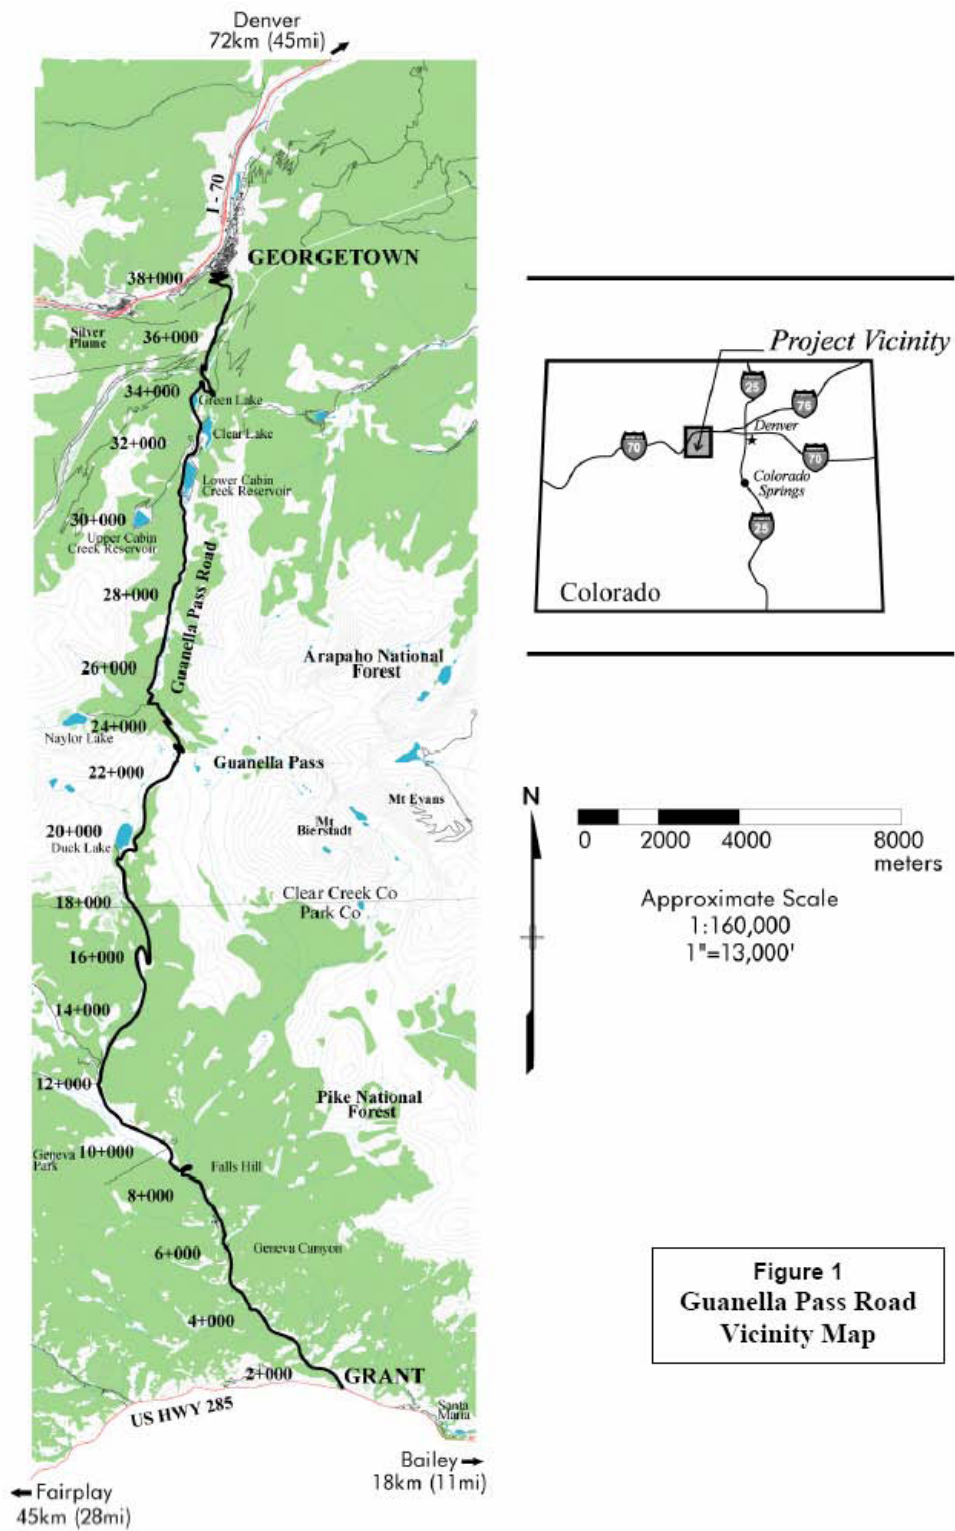 Denver
72km (45mi)
I - 70
GEORGETOWN
38+000
Silver
Plume
36+000
34+000
Green Lake
Clear Lake
32+000
Lower Cabin
Creek Reservoir
30+000
Upper Cabin
Creek Reservoir
Guanella Pass Road
28+000
Arapaho National
Forest
26+000
24+000
Naylor Lake
Guanella Pass
22+000
Mt Evans
Mt
Bierstadt
20+000
Duck Lake
Clear Creek Co
Park Co
18+000
16+000
14+000
12+000
Pike National
Forest
Geneva
Park
10+000
Falls Hill
8+000
6+000
Geneva Canyon
4+000
2+000
GRANT
US HWY 285
Santa
Maria
Bailey
18km (11mi)
Fairplay
45km (28mi)
Project Vicinity
25
76
Denver
70
70
Colorado
Springs
25
Colorado
N
0 2000 4000 8000
meters
Approximate Scale
1:160,000
1"=13,000'
Figure 1
Guanella Pass Road
Vicinity Map